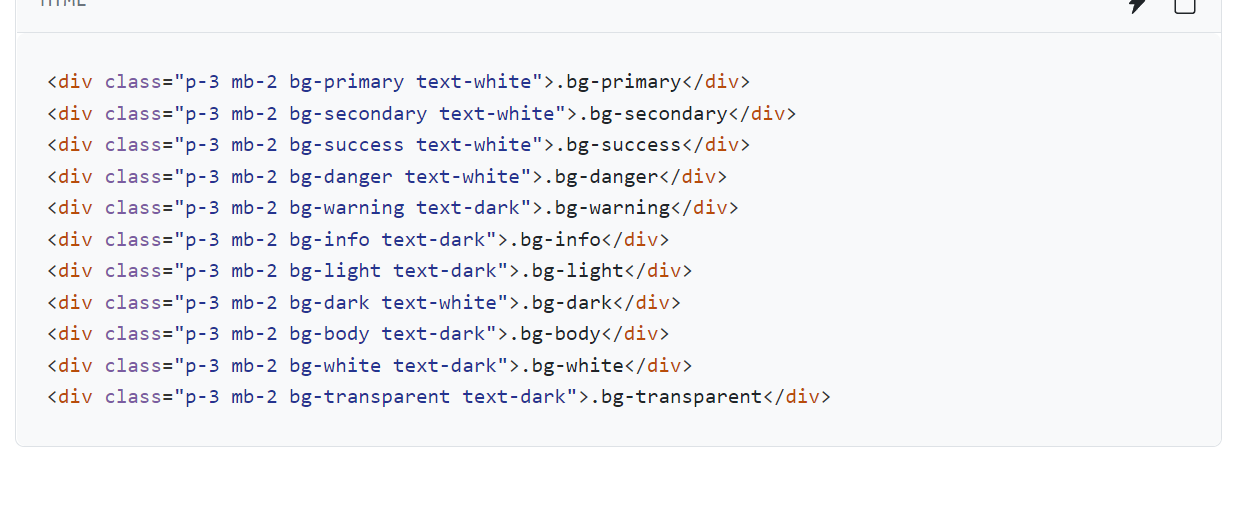 HTML
<div class="p-3 mb-2 bg-primary text-white">.bg-primary</div>
<div class="p-3 mb-2 bg-secondary text-white">.bg-secondary</div>
<div class="p-3 mb-2 bg-success text-white">.bg-success</div>
<div class="p-3 mb-2 bg-danger text-white">.bg-danger</div>
<div class="p-3 mb-2 bg-warning text-dark">.bg-warning</div>
<div class="p-3 mb-2 bg-info text-dark">.bg-info</div>
<div class="p-3 mb-2 bg-light text-dark">.bg-light</div>
<div class="p-3 mb-2 bg-dark text-white">.bg-dark</div>
<div class="p-3 mb-2 bg-body text-dark">.bg-body</div>
<div class="p-3 mb-2 bg-white text-dark">.bg-white</div>
<div class="p-3 mb-2 bg-transparent text-dark">.bg-transparent</div>